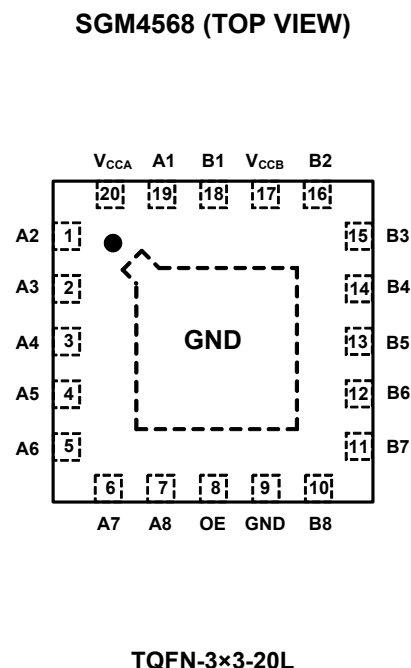 SGM4568 (TOP VIEW)
VCCA A1 B1 VCCB B2
20 19 18 17 16
A2 1 15 B3
A3 2 14 B4
A4 3 GND 13 B5
A5 4 12 B6
A6 5 11 B7
6 7 8 9 10
A7 A8 OE GND B8
TQFN-3×3-20L